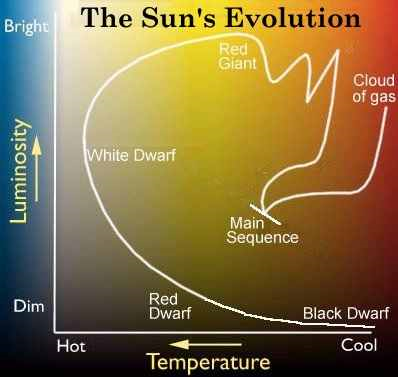 The Sun's Evolution
Bright
Red
Giant
Cloud
of gas
White Dwarf
Luminosity
Main
Sequence
Red
Dwarf
Dim
Black Dwarf
Hot
Cool
Temperature